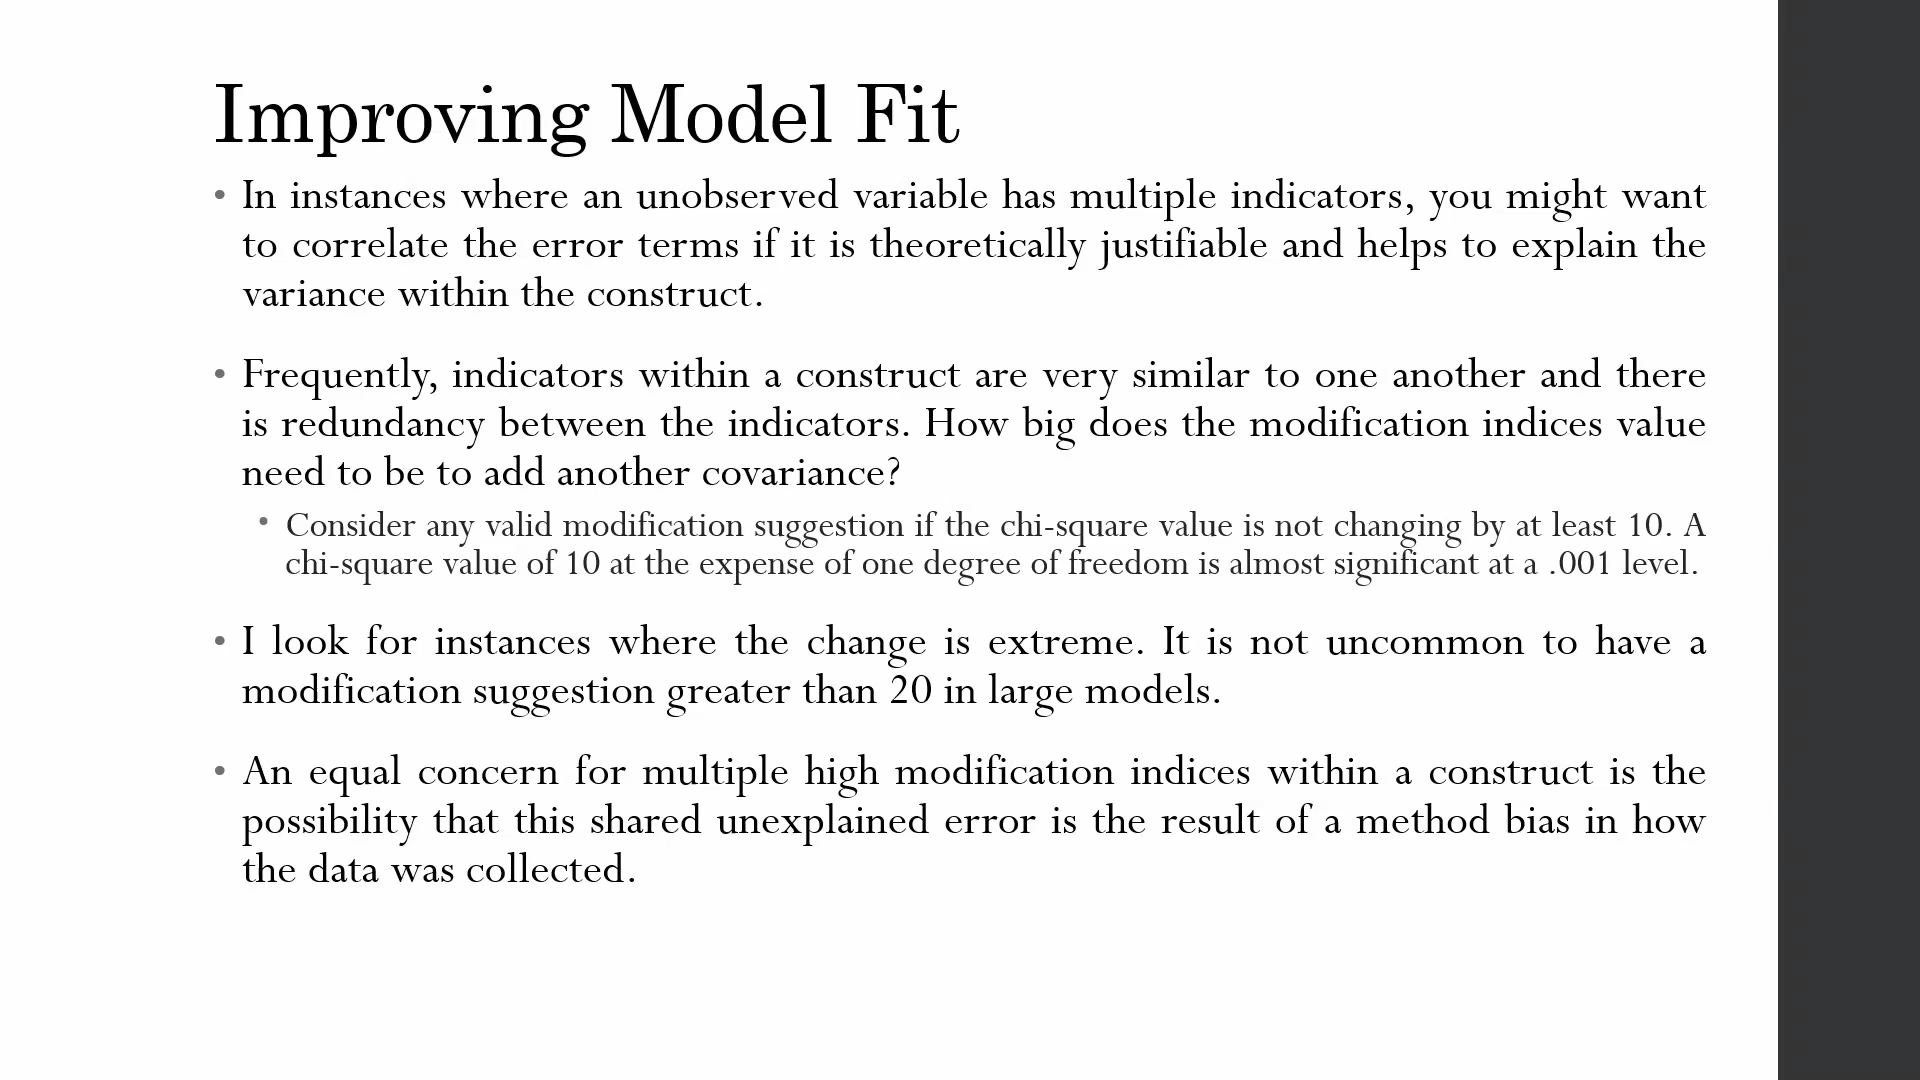 Improving Model Fit
• In instances where an unobserved variable has multiple indicators, you might want
to correlate the error terms if it is theoretically justifiable and helps to explain the
variance within the construct.
• Frequently, indicators within a construct are very similar to one another and there
is redundancy between the indicators. How big does the modification indices value
need to be to add another covariance?
• Consider any valid modification suggestion if the chi-square value is not changing by at least 10. A
chi-square value of 10 at the expense of one degree of freedom is almost significant at a .001 level.
• I look for instances where the change is extreme. It is not uncommon to have a
modification suggestion greater than 20 in large models.
• An equal concern for multiple high modification indices within a construct is the
possibility that this shared unexplained error is the result of a method bias in how
the data was collected.